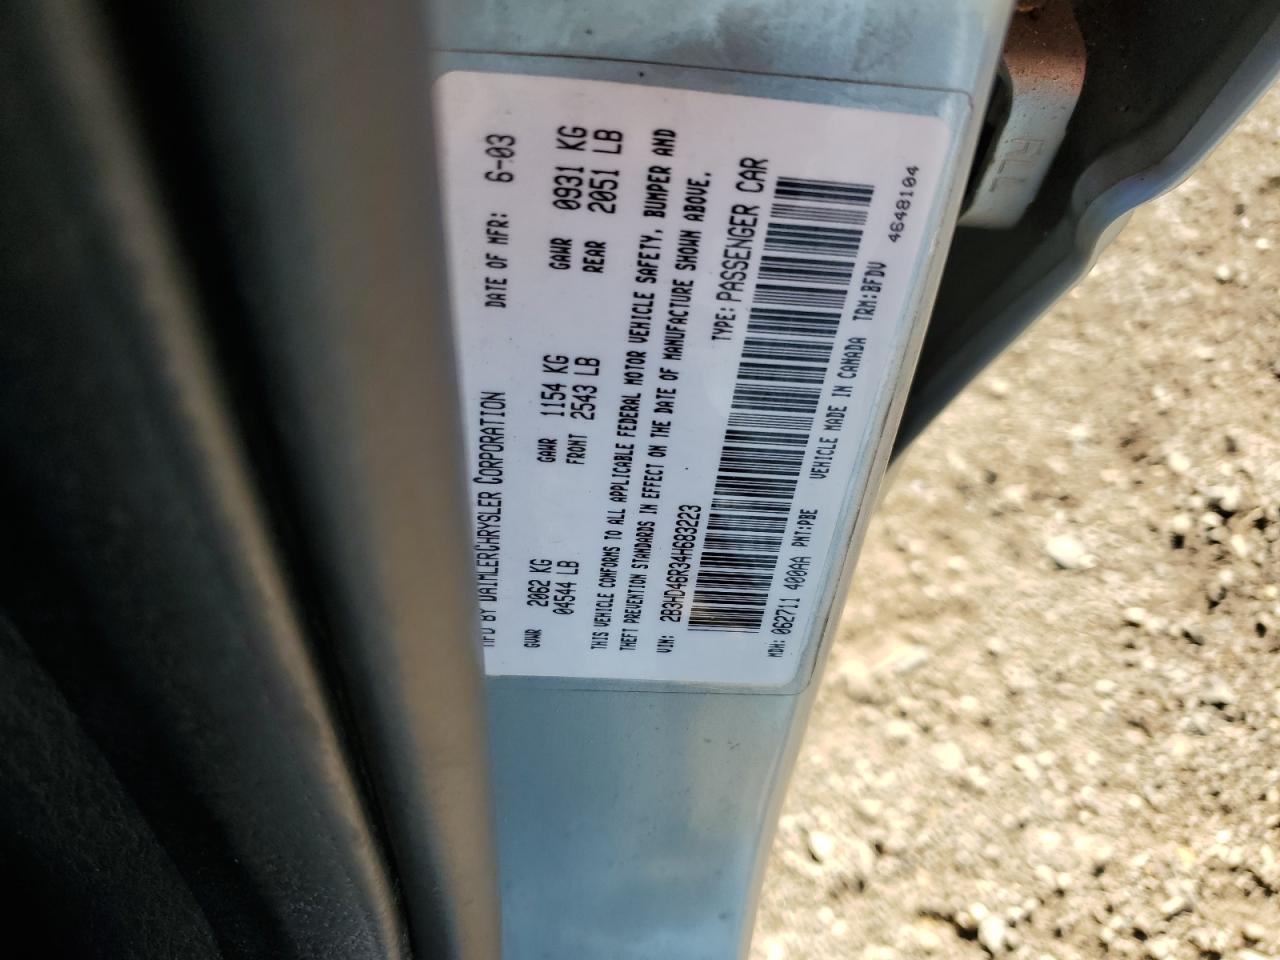 MFD BY DAIMLERCHRYSLER CORPORATION DATE OF MFR: 6-03
GVWR 2062 KG GAWR 1154 KG GAWR 0931 KG
04544 LB FRONT 2543 LB REAR 2051 LB
THIS VEHICLE CONFORMS TO ALL APPLICABLE FEDERAL MOTOR VEHICLE SAFETY, BUMPER AND
THEFT PREVENTION STANDARDS IN EFFECT ON THE DATE OF MANUFACTURE SHOWN ABOVE.
VIN: 2B3HD46R34H683223 TYPE: PASSENGER CAR
MDH: 062711 400AA PNT:PBE VEHICLE MADE IN CANADA TRM:BFDV
4648104